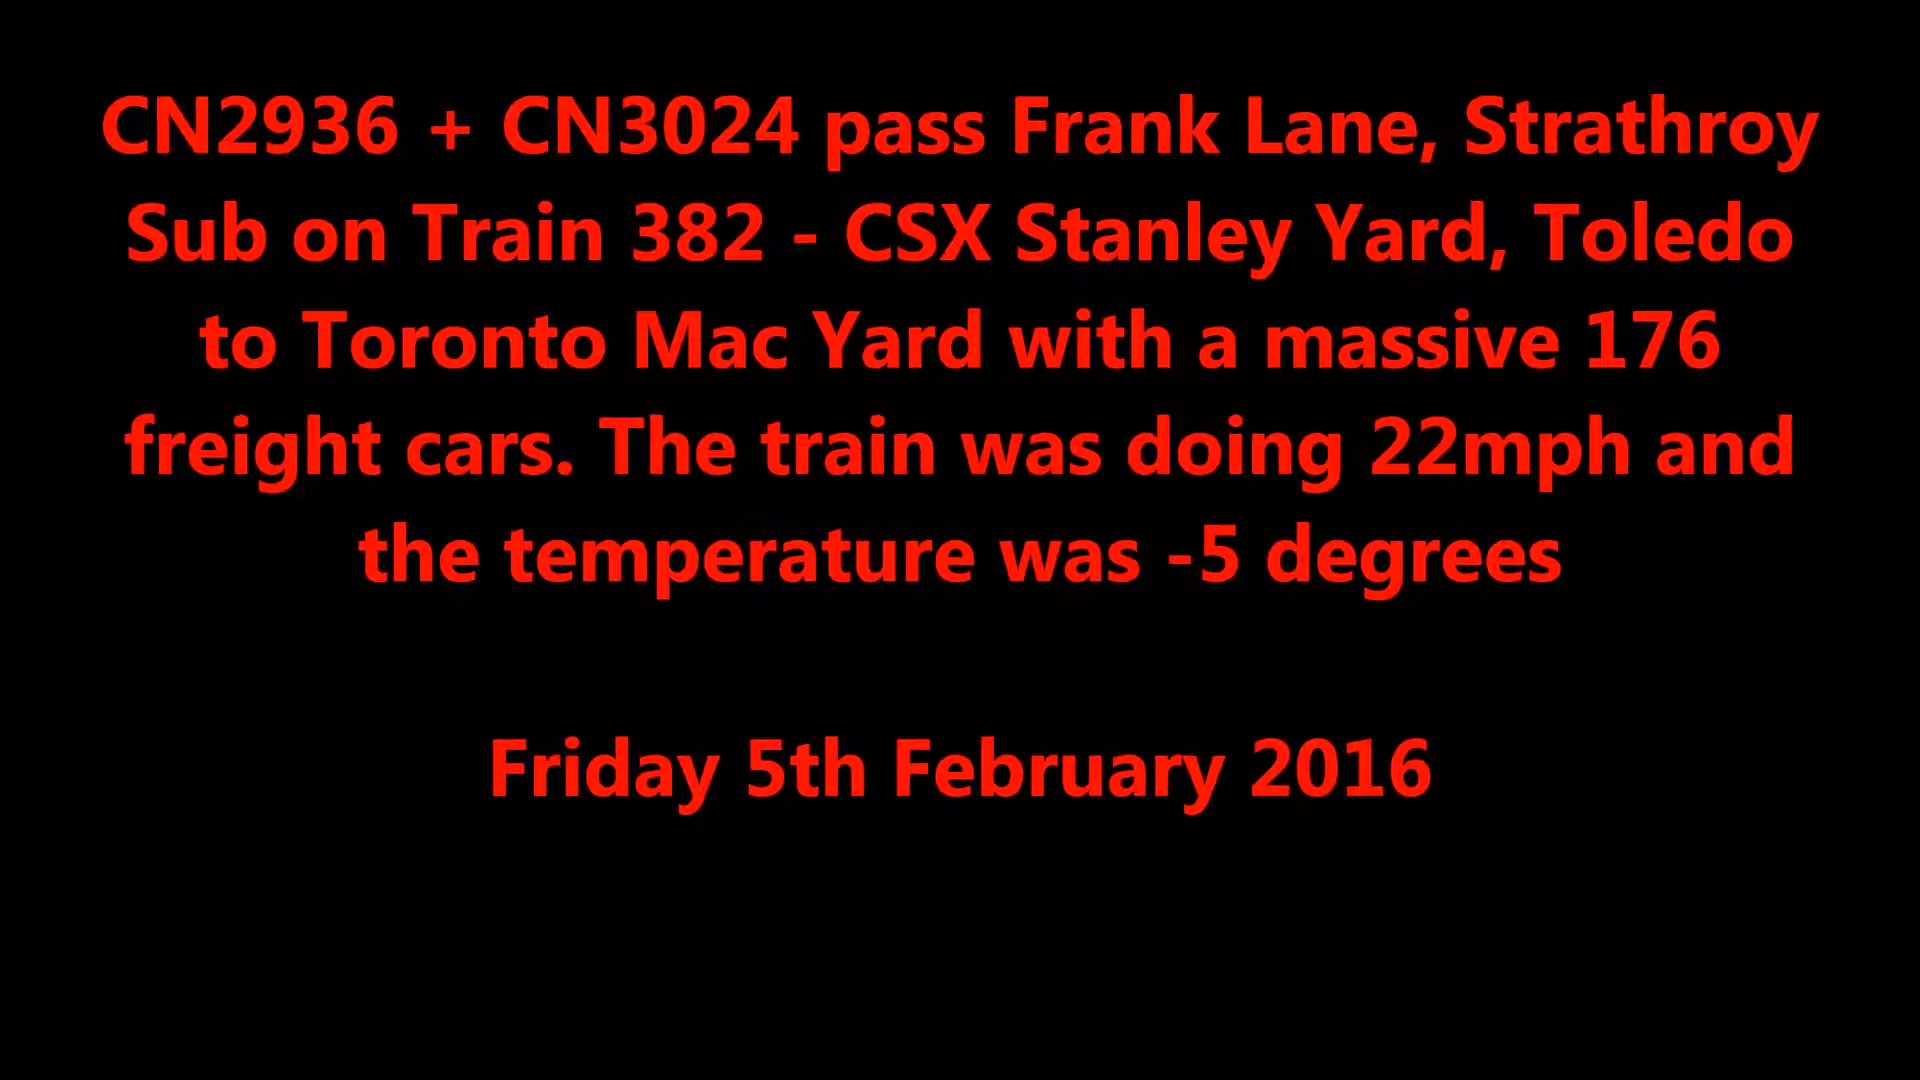 CN2936 + CN3024 pass Frank Lane, Strathroy
Sub on Train 382 - CSX Stanley Yard, Toledo
to Toronto Mac Yard with a massive 176
freight cars. The train was doing 22mph and
the temperature was -5 degrees
Friday 5th February 2016